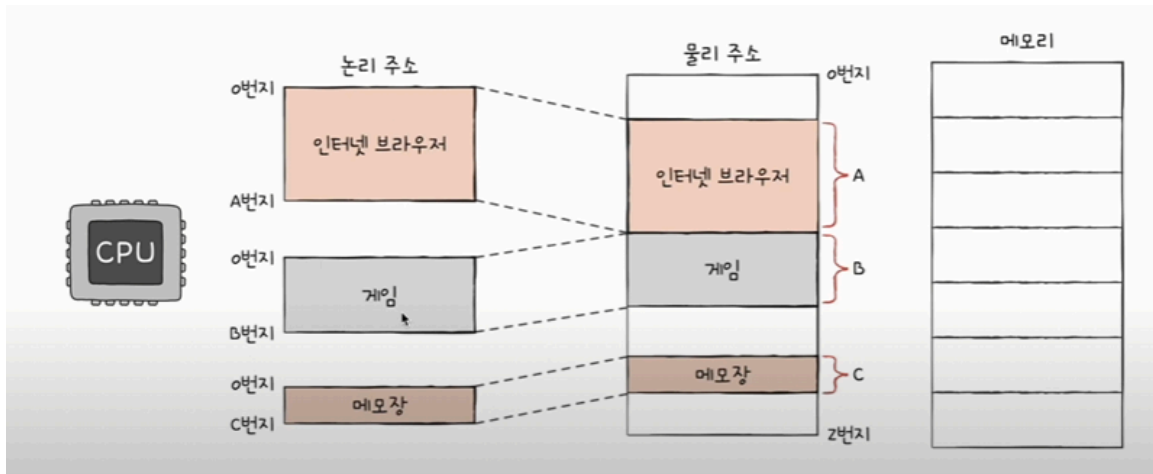 논리 주소
물리 주소
메모리
0번지
0번지
인터넷 브라우저
인터넷 브라우저
A
A번지
CPU
0번지
게임
게임
B
B번지
0번지
메모장
메모장
C
C번지
Z번지